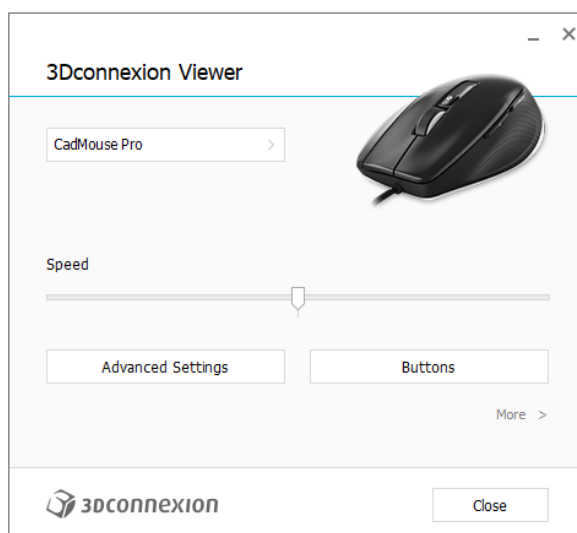 3Dconnexion Viewer
CadMouse Pro
Speed
Advanced Settings
Buttons
More >
3Dconnexion
Close